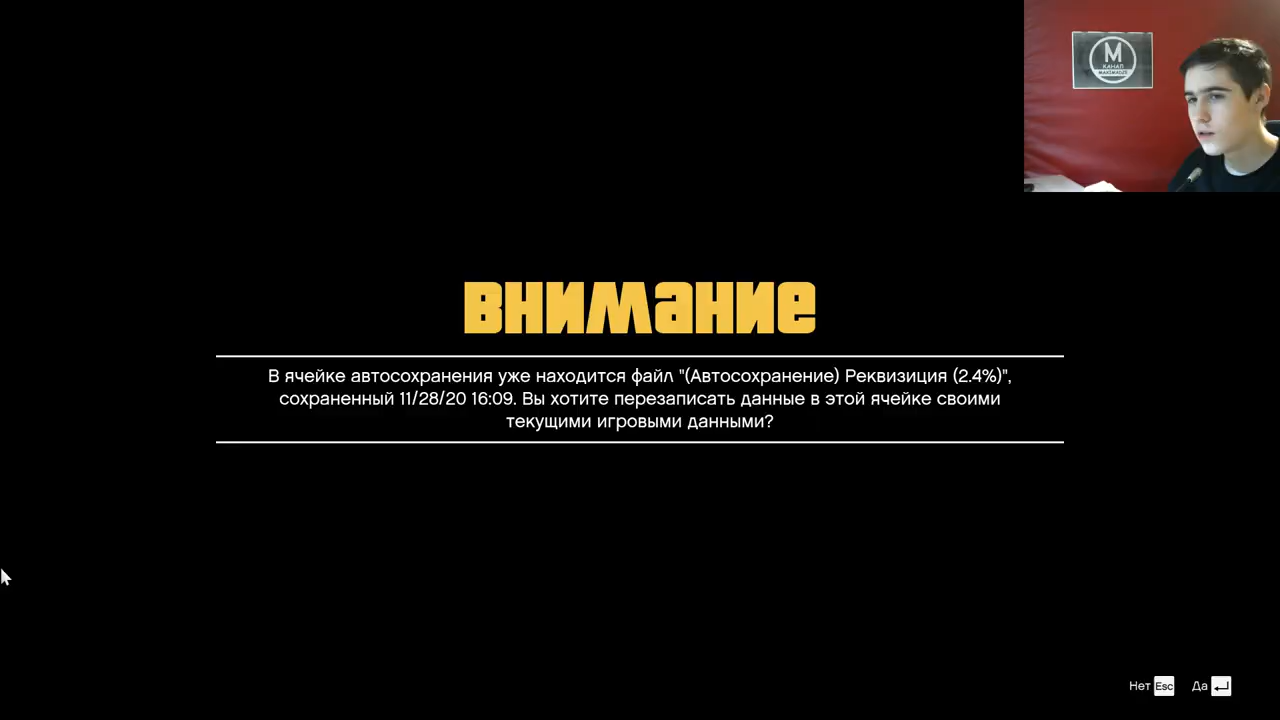 М
КАНАЛ
ВНИМАНИЕ
В ячейке автосохранения уже находится файл "(Автосохранение) Реквизиция (2.4%)",
сохраненный 11/28/20 16:09. Вы хотите перезаписать данные в этой ячейке своими
текущими игровыми данными?
Нет Esc Да